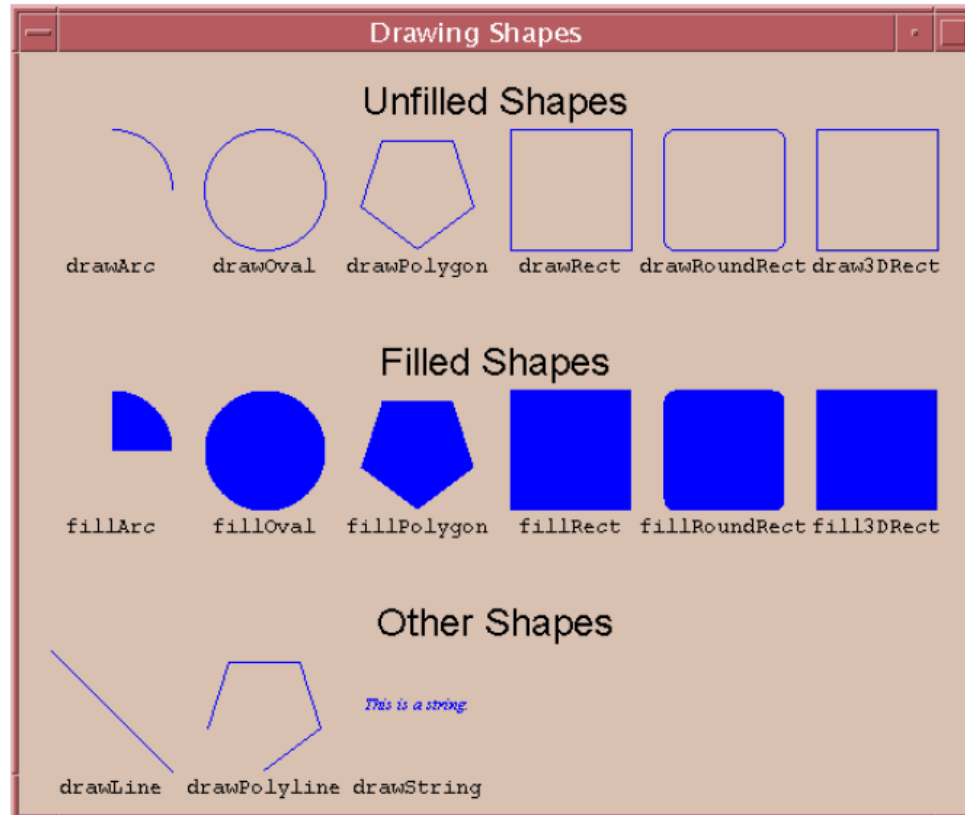 Drawing Shapes
Unfilled Shapes
drawArc drawOval drawPolygon drawRect drawRoundRect draw3DRect
Filled Shapes
fillArc fillOval fillPolygon fillRect fillRoundRect fill3DRect
Other Shapes
This is a string.
drawLine drawPolyline drawString